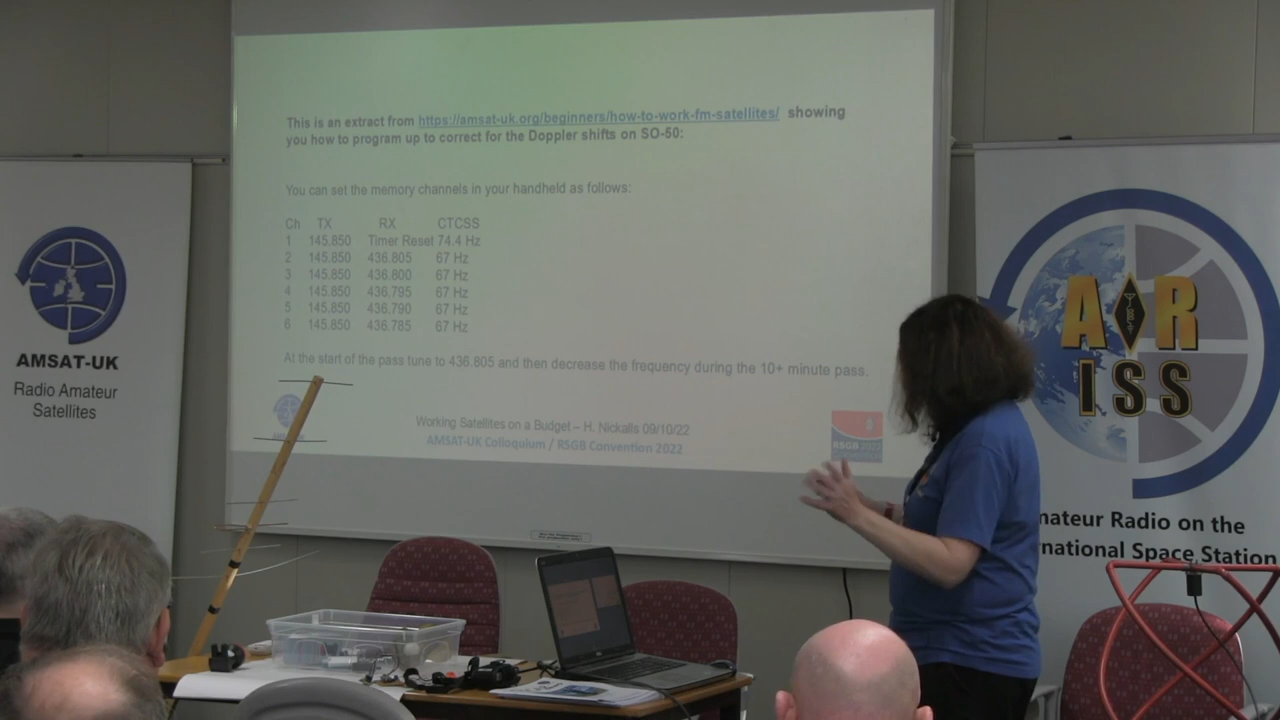 This is an extract from https://amsat-uk.org/beginners/how-to-work-fm-satellites/ showing
you how to program up to correct for the Doppler shifts on SO-50:
You can set the memory channels in your handheld as follows:
Ch TX RX CTCSS
1 145.850 Timer Reset 74.4 Hz
2 145.850 436.805 67 Hz
3 145.850 436.800 67 Hz
4 145.850 436.795 67 Hz
5 145.850 436.790 67 Hz
6 145.850 436.785 67 Hz
At the start of the pass tune to 436.805 and then decrease the frequency during the 10+ minute pass.
Working Satellites on a Budget – H. Nickalls 09/10/22
AMSAT-UK Colloquium / RSGB Convention 2022
RSGB 2022
AMSAT-UK
Radio Amateur
Satellites
A R
ISS
mateur Radio on the
rnational Space Station